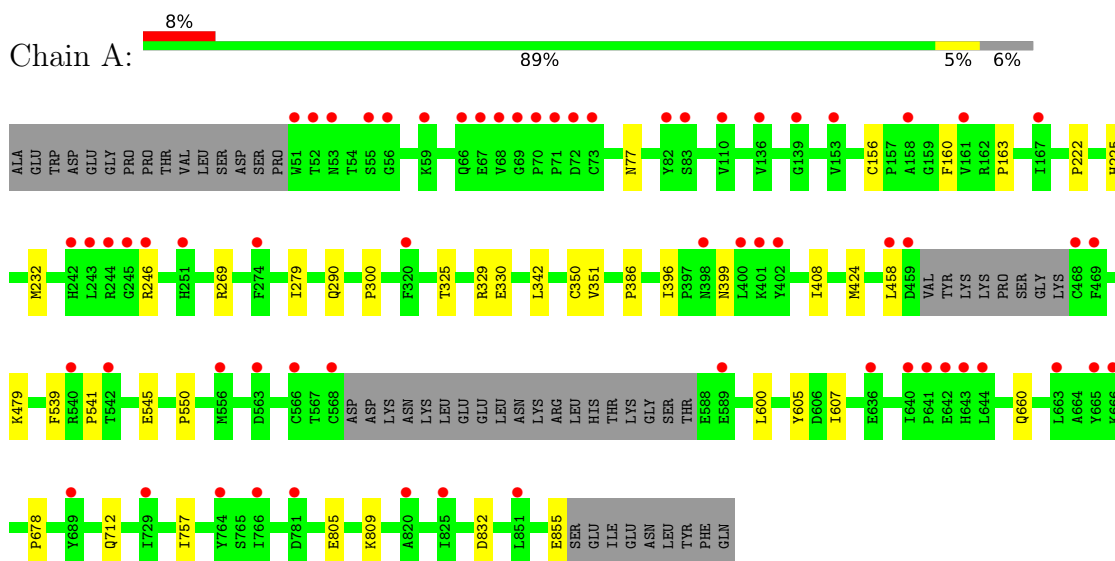 8%
Chain A:
89% 5% 6%
ALA GLU TRP ASP GLU GLY PRO PRO THR VAL LEU SER ASP SER PRO W51 T52 N53 T54 S55 G56 K59 Q66 E67 V68 G69 P70 P71 D72 C73 N77 Y82 S83 V110 V136 G139 V153 C156 P157 A158 G159 F160 V161 R162 P163 I167 P222 H225
M232 H242 L243 R244 G245 R246 H251 R269 F274 I279 Q290 P300 F320 T325 R329 E330 L342 C350 V351 P386 I396 P397 N398 N399 L400 K401 Y402 I408 M424 L458 D459 VAL TYR LYS LYS PRO SER GLY LYS C468 F469
K479 F539 R540 P541 T542 E545 P550 M556 D563 C566 T567 C568 ASP ASP LYS ASN LYS LEU GLU GLU LEU ASN LYS ARG LEU HIS THR LYS GLY SER THR E588 E589 L600 Y605 D606 I607 E636 I640 P641 E642 H643 L644 Q660 L663 A664 Y665 K666
P678 Y689 Q712 I729 I757 Y764 S765 I766 D781 E805 K809 A820 I825 D832 L851 E855 SER GLU ILE GLU ASN LEU TYR PHE GLN